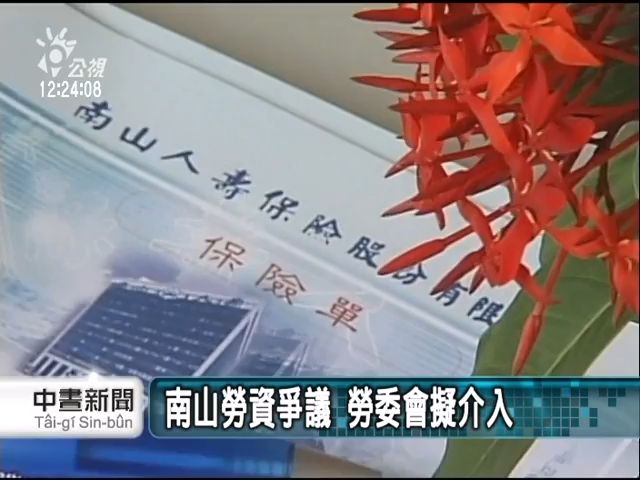 公視
12:24:08
南山人壽保險股份有限
保險單
中晝新聞
Tâi-gí Sin-bûn
南山勞資爭議 勞委會擬介入